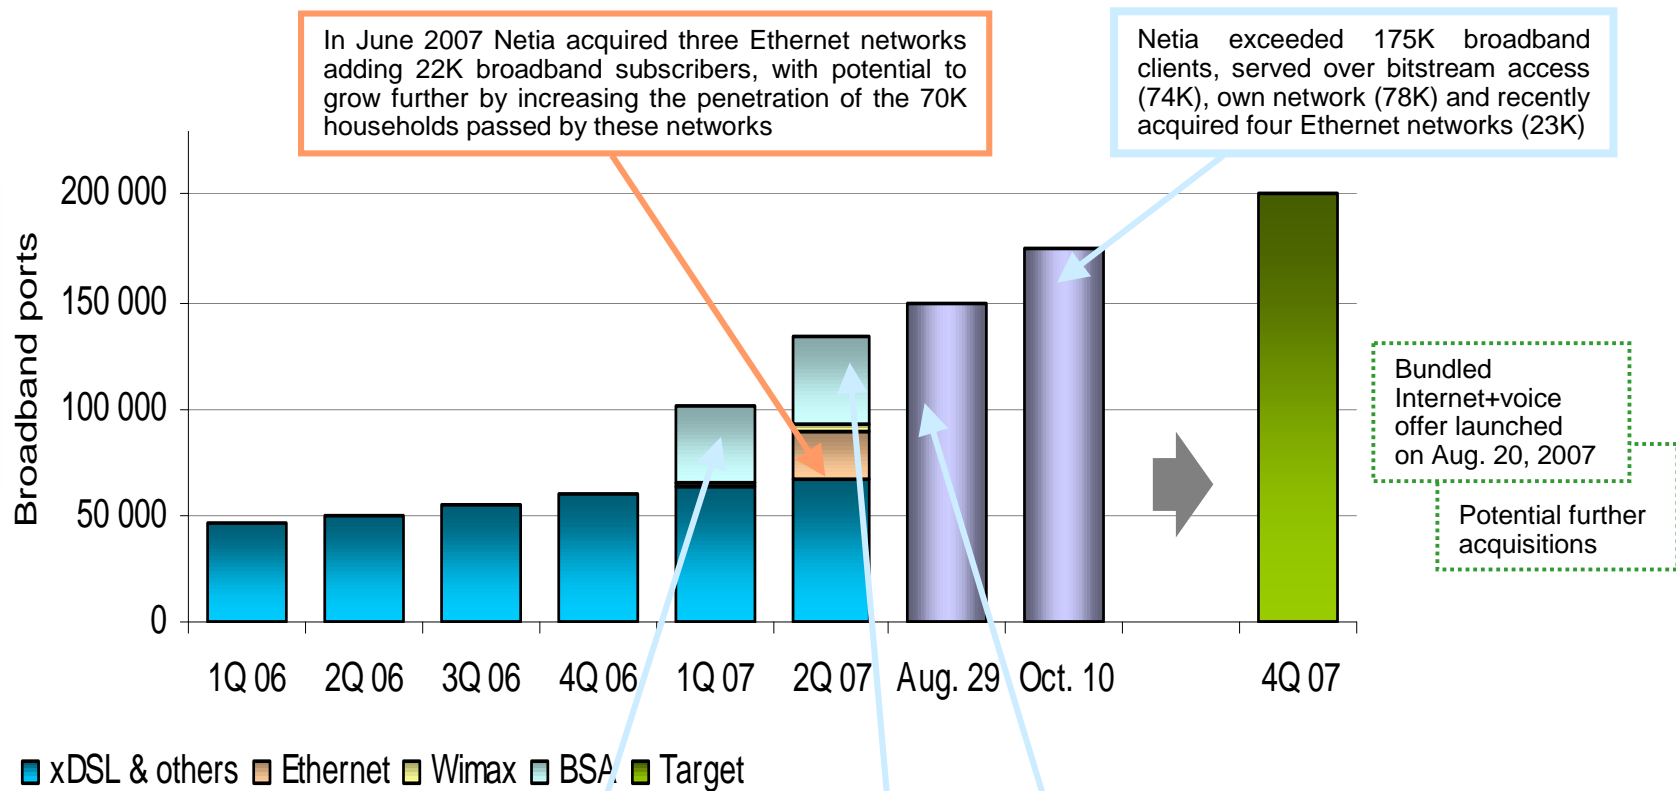 In June 2007 Netia acquired three Ethernet networks
adding 22K broadband subscribers, with potential to
grow further by increasing the penetration of the 70K
households passed by these networks
Netia exceeded 175K broadband
clients, served over bitstream access
(74K), own network (78K) and recently
acquired four Ethernet networks (23K)
Broadband ports
200 000
150 000
100 000
50 000
0
1Q 06
2Q 06
3Q 06
4Q 06
1Q 07
2Q 07
Aug. 29
Oct. 10
4Q 07
Bundled
Internet+voice
offer launched
on Aug. 20, 2007
Potential further
acquisitions
xDSL & others
Ethernet
Wimax
BSA
Target